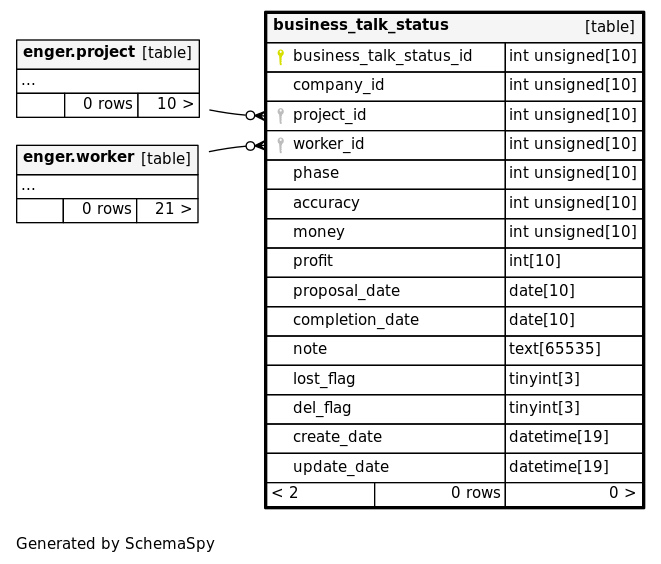 enger.project [table]
...
0 rows 10 >
enger.worker [table]
...
0 rows 21 >
business_talk_status [table]
business_talk_status_id int unsigned[10]
company_id int unsigned[10]
project_id int unsigned[10]
worker_id int unsigned[10]
phase int unsigned[10]
accuracy int unsigned[10]
money int unsigned[10]
profit int[10]
proposal_date date[10]
completion_date date[10]
note text[65535]
lost_flag tinyint[3]
del_flag tinyint[3]
create_date datetime[19]
update_date datetime[19]
< 2 0 rows 0 >
Generated by SchemaSpy